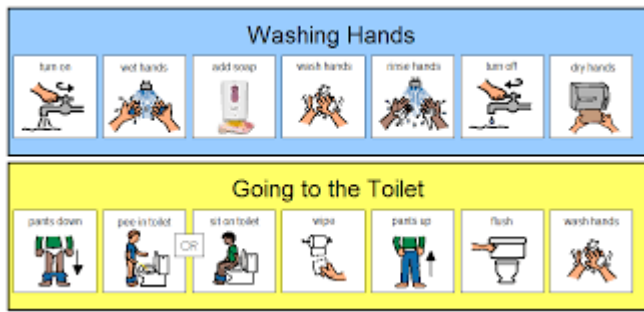 Washing Hands
turn on
wet hands
add soap
wash hands
rinse hands
turn off
dry hands
Going to the Toilet
pants down
pee in toilet
OR
sit on toilet
wipe
pants up
flush
wash hands